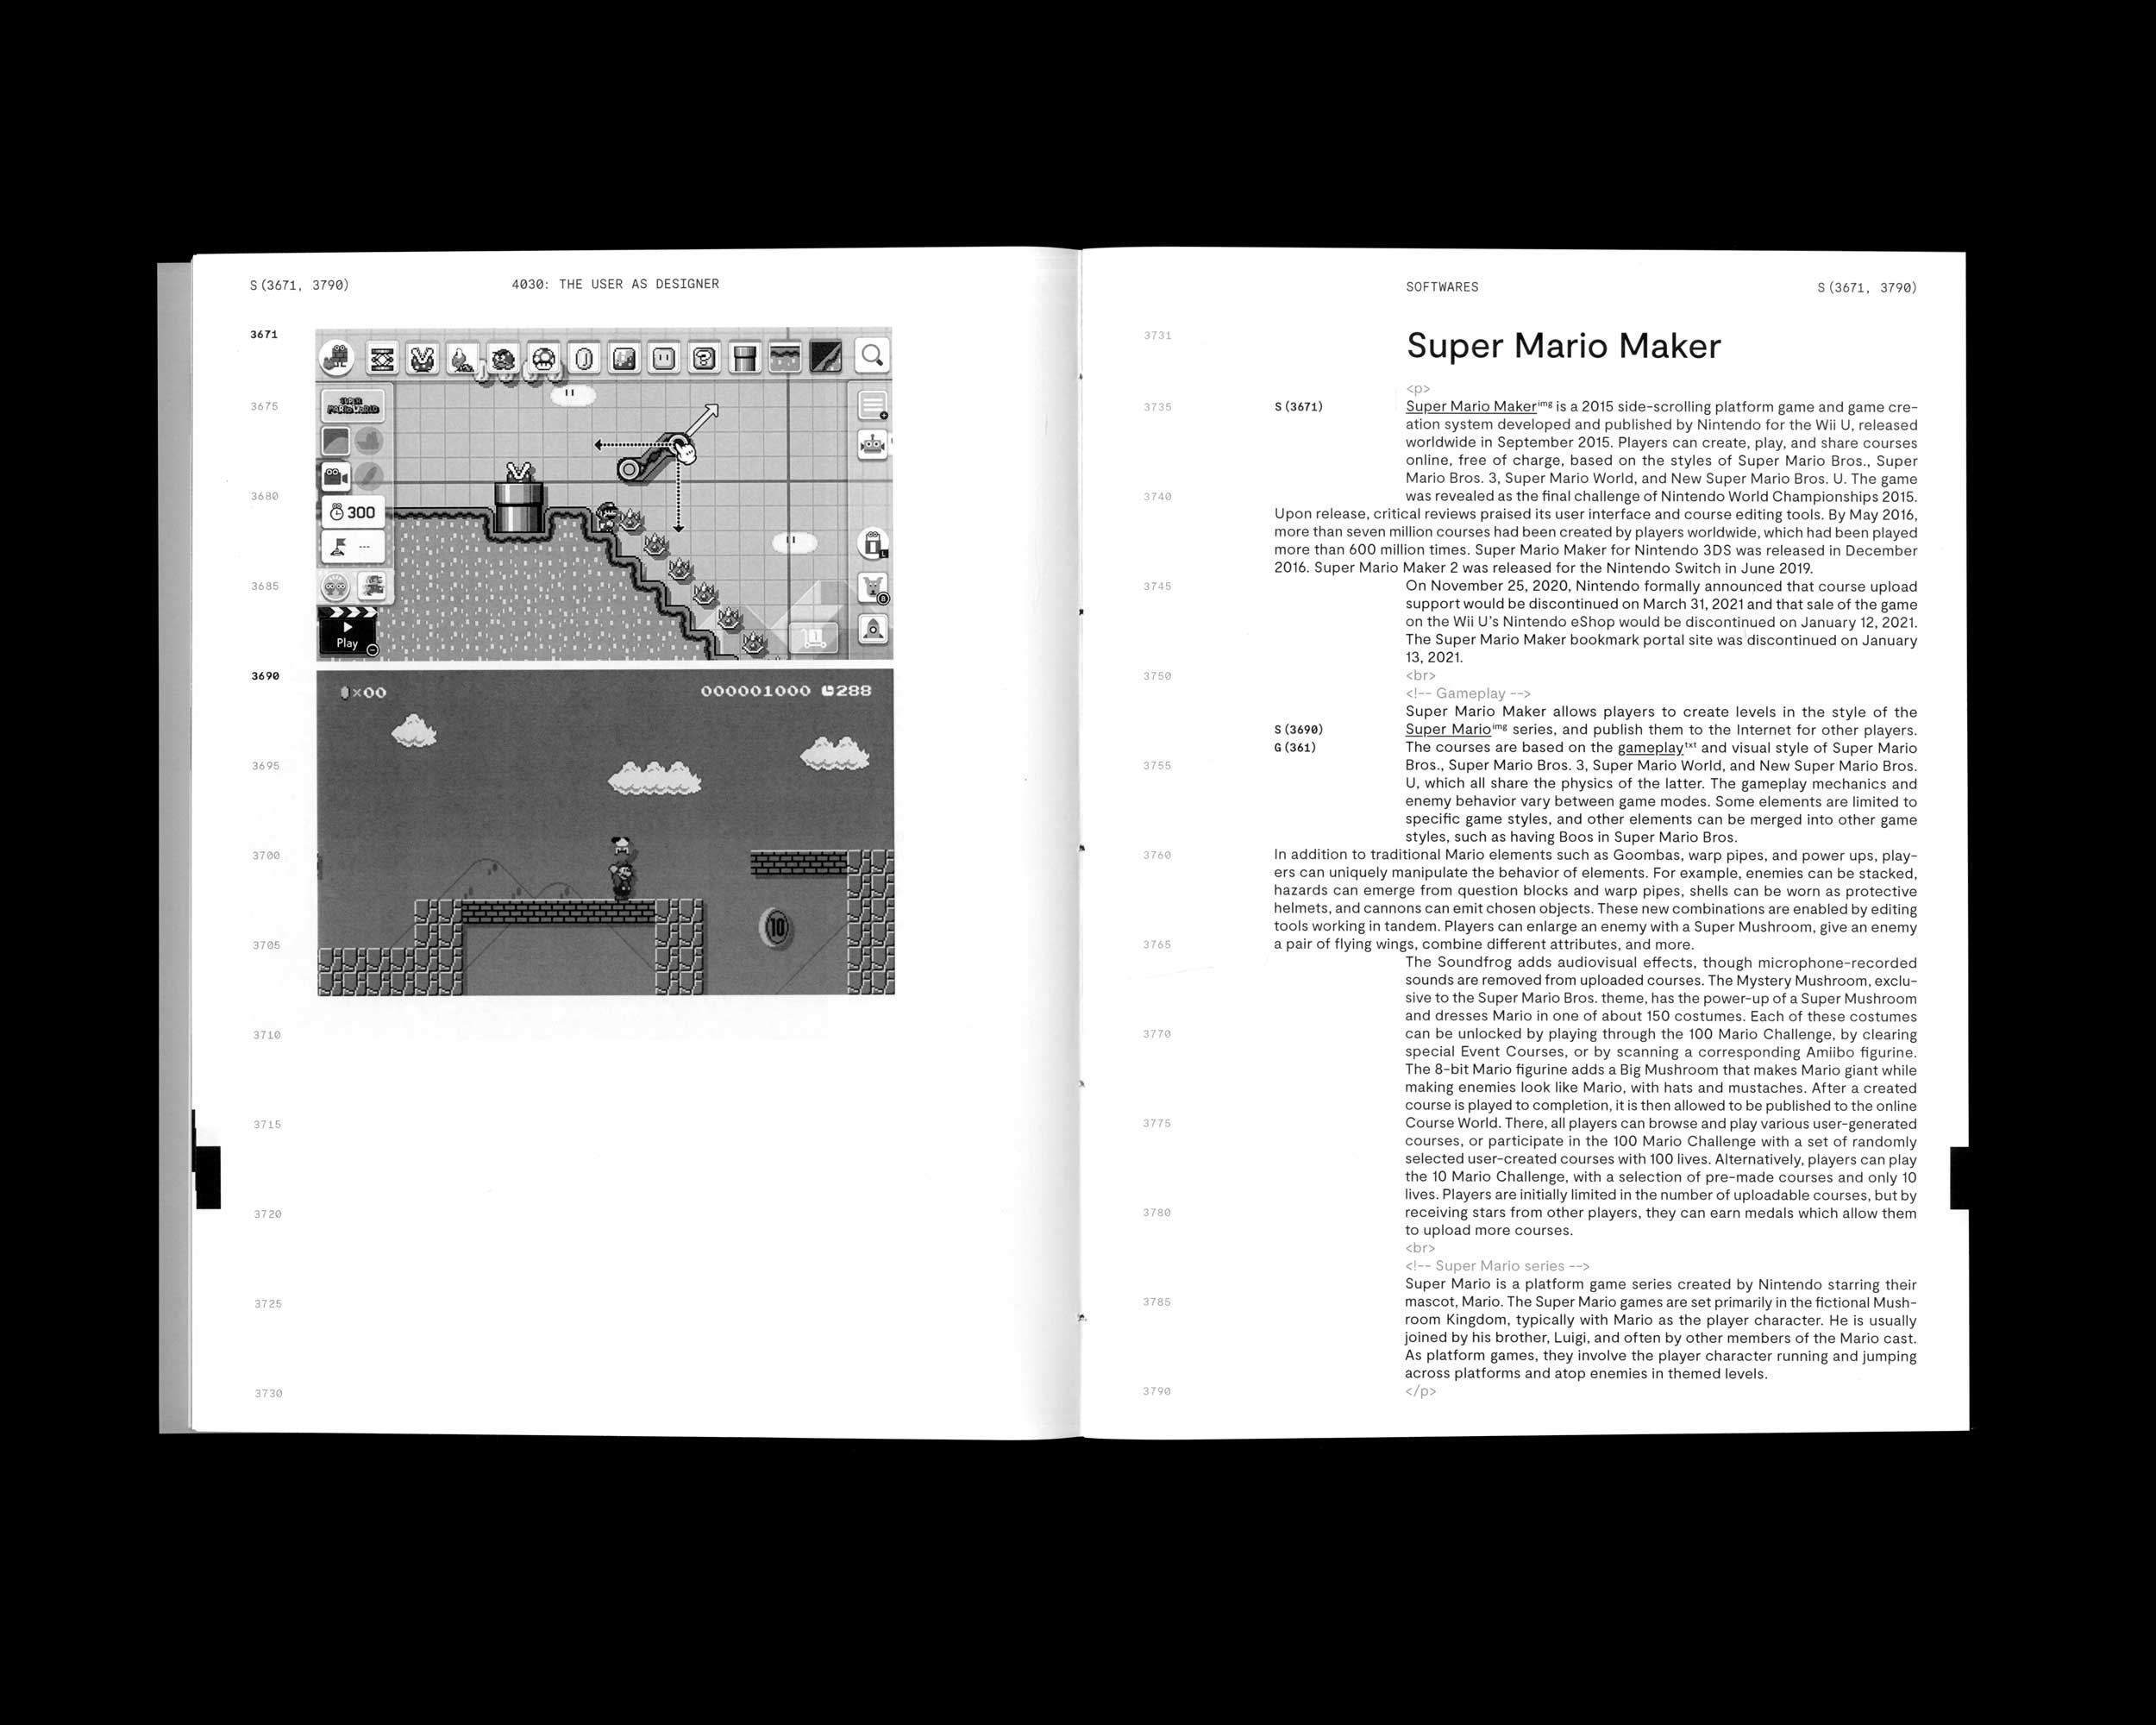 S(3671, 3790)
4030: THE USER AS DESIGNER
3671
3675
3680
3685
3690
3695
3700
3705
3710
3715
3720
3725
3730
SUPER
MARIO WORLD
300
---
Play
×00
000001000 288
10
SOFTWARES
S(3671, 3790)
3731
Super Mario Maker
<p>
3735
S(3671)
Super Mario Maker img is a 2015 side-scrolling platform game and game cre-
ation system developed and published by Nintendo for the Wii U, released
worldwide in September 2015. Players can create, play, and share courses
online, free of charge, based on the styles of Super Mario Bros., Super
Mario Bros. 3, Super Mario World, and New Super Mario Bros. U. The game
3740
was revealed as the final challenge of Nintendo World Championships 2015.
Upon release, critical reviews praised its user interface and course editing tools. By May 2016,
more than seven million courses had been created by players worldwide, which had been played
more than 600 million times. Super Mario Maker for Nintendo 3DS was released in December
2016. Super Mario Maker 2 was released for the Nintendo Switch in June 2019.
3745
On November 25, 2020, Nintendo formally announced that course upload
support would be discontinued on March 31, 2021 and that sale of the game
on the Wii U's Nintendo eShop would be discontinued on January 12, 2021.
The Super Mario Maker bookmark portal site was discontinued on January
13, 2021.
3750
<br>
<!-- Gameplay -->
Super Mario Maker allows players to create levels in the style of the
S(3690)
Super Mario img series, and publish them to the Internet for other players.
G(361)
The courses are based on the gameplay txt and visual style of Super Mario
3755
Bros., Super Mario Bros. 3, Super Mario World, and New Super Mario Bros.
U, which all share the physics of the latter. The gameplay mechanics and
enemy behavior vary between game modes. Some elements are limited to
specific game styles, and other elements can be merged into other game
styles, such as having Boos in Super Mario Bros.
3760
In addition to traditional Mario elements such as Goombas, warp pipes, and power ups, play-
ers can uniquely manipulate the behavior of elements. For example, enemies can be stacked,
hazards can emerge from question blocks and warp pipes, shells can be worn as protective
helmets, and cannons can emit chosen objects. These new combinations are enabled by editing
tools working in tandem. Players can enlarge an enemy with a Super Mushroom, give an enemy
3765
a pair of flying wings, combine different attributes, and more.
The Soundfrog adds audiovisual effects, though microphone-recorded
sounds are removed from uploaded courses. The Mystery Mushroom, exclu-
sive to the Super Mario Bros. theme, has the power-up of a Super Mushroom
and dresses Mario in one of about 150 costumes. Each of these costumes
3770
can be unlocked by playing through the 100 Mario Challenge, by clearing
special Event Courses, or by scanning a corresponding Amiibo figurine.
The 8-bit Mario figurine adds a Big Mushroom that makes Mario giant while
making enemies look like Mario, with hats and mustaches. After a created
course is played to completion, it is then allowed to be published to the online
3775
Course World. There, all players can browse and play various user-generated
courses, or participate in the 100 Mario Challenge with a set of randomly
selected user-created courses with 100 lives. Alternatively, players can play
the 10 Mario Challenge, with a selection of pre-made courses and only 10
lives. Players are initially limited in the number of uploadable courses, but by
3780
receiving stars from other players, they can earn medals which allow them
to upload more courses.
<br>
<!-- Super Mario series -->
Super Mario is a platform game series created by Nintendo starring their
3785
mascot, Mario. The Super Mario games are set primarily in the fictional Mush-
room Kingdom, typically with Mario as the player character. He is usually
joined by his brother, Luigi, and often by other members of the Mario cast.
As platform games, they involve the player character running and jumping
across platforms and atop enemies in themed levels.
3790
</p>